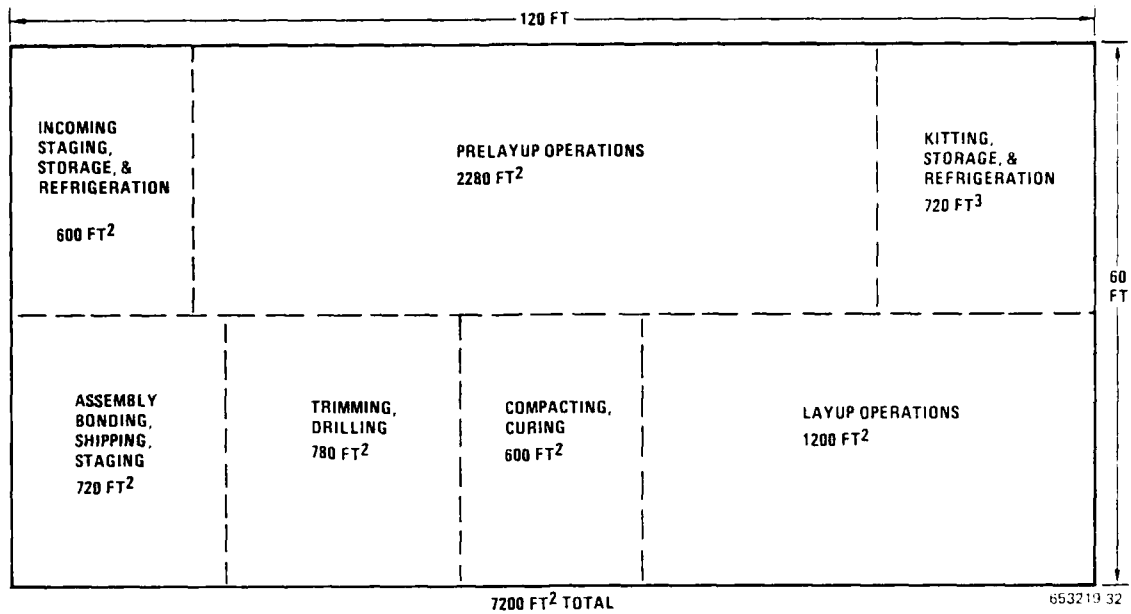 120 FT
INCOMING
STAGING,
STORAGE, &
REFRIGERATION
600 FT²
PRELAYUP OPERATIONS
2280 FT²
KITTING,
STORAGE, &
REFRIGERATION
720 FT³
60
FT
ASSEMBLY
BONDING,
SHIPPING,
STAGING
720 FT²
TRIMMING,
DRILLING
780 FT²
COMPACTING,
CURING
600 FT²
LAYUP OPERATIONS
1200 FT²
7200 FT² TOTAL
653219 32